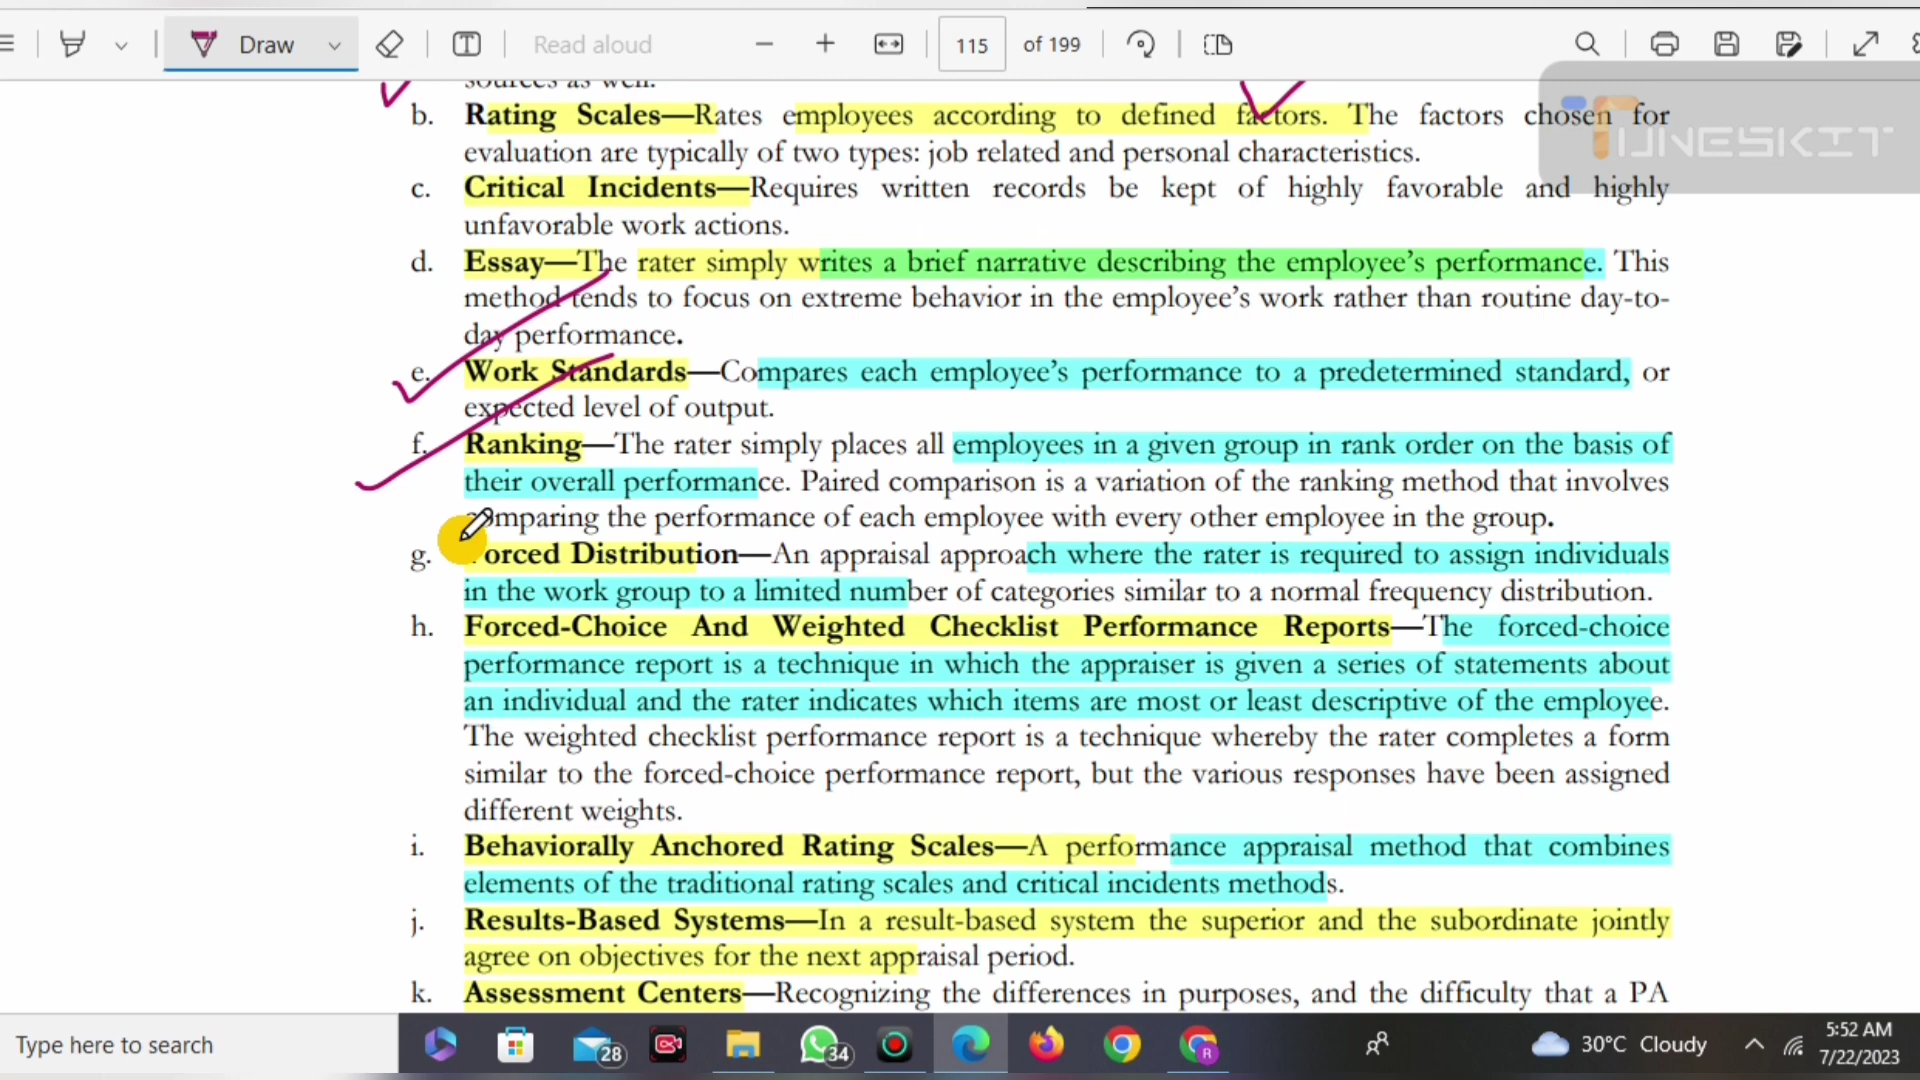 Draw
Read aloud
115 of 199
sources as well.
b. Rating Scales—Rates employees according to defined factors. The factors chosen for
evaluation are typically of two types: job related and personal characteristics.
TUNESKIT
c. Critical Incidents—Requires written records be kept of highly favorable and highly
unfavorable work actions.
d. Essay—The rater simply writes a brief narrative describing the employee's performance. This
method tends to focus on extreme behavior in the employee's work rather than routine day-to-
day performance.
e. Work Standards—Compares each employee's performance to a predetermined standard, or
expected level of output.
f. Ranking—The rater simply places all employees in a given group in rank order on the basis of
their overall performance. Paired comparison is a variation of the ranking method that involves
comparing the performance of each employee with every other employee in the group.
g. Forced Distribution—An appraisal approach where the rater is required to assign individuals
in the work group to a limited number of categories similar to a normal frequency distribution.
h. Forced-Choice And Weighted Checklist Performance Reports—The forced-choice
performance report is a technique in which the appraiser is given a series of statements about
an individual and the rater indicates which items are most or least descriptive of the employee.
The weighted checklist performance report is a technique whereby the rater completes a form
similar to the forced-choice performance report, but the various responses have been assigned
different weights.
i. Behaviorally Anchored Rating Scales—A performance appraisal method that combines
elements of the traditional rating scales and critical incidents methods.
j. Results-Based Systems—In a result-based system the superior and the subordinate jointly
agree on objectives for the next appraisal period.
k. Assessment Centers—Recognizing the differences in purposes, and the difficulty that a PA
Type here to search
28
34
R
30°C Cloudy
5:52 AM
7/22/2023